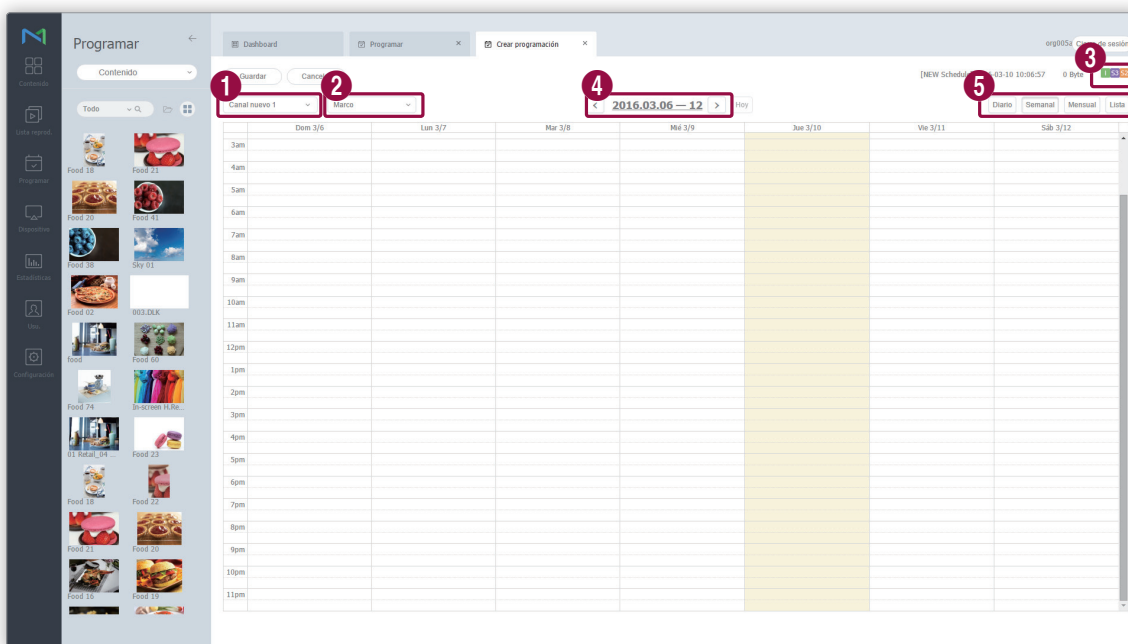 Programar
Dashboard
Programar
Crear programación
org005a
de sesión
Contenido
Guardar
Cance
[NEW Schedul
-03-10 10:06:57
0 Byte
I S3 S2
1
2
3
4
5
Canal nuevo 1
Marco
2016.03.06 — 12
Hoy
Diario
Semanal
Mensual
Lista
Todo
Dom 3/6
Lun 3/7
Mar 3/8
Mié 3/9
Jue 3/10
Vie 3/11
Sáb 3/12
3am
4am
5am
6am
7am
8am
9am
10am
11am
12pm
1pm
2pm
3pm
4pm
5pm
6pm
7pm
8pm
9pm
10pm
11pm
Contenido
Lista reprod.
Programar
Dispositivo
Estadísticas
Usu.
Configuración
Food 18
Food 21
Food 20
Food 41
Food 38
Sky 01
Food 02
003.DLK
food
Food 60
Food 74
In-screen H.Re...
01 Retail_04 ...
Food 23
Food 18
Food 22
Food 21
Food 20
Food 16
Food 19